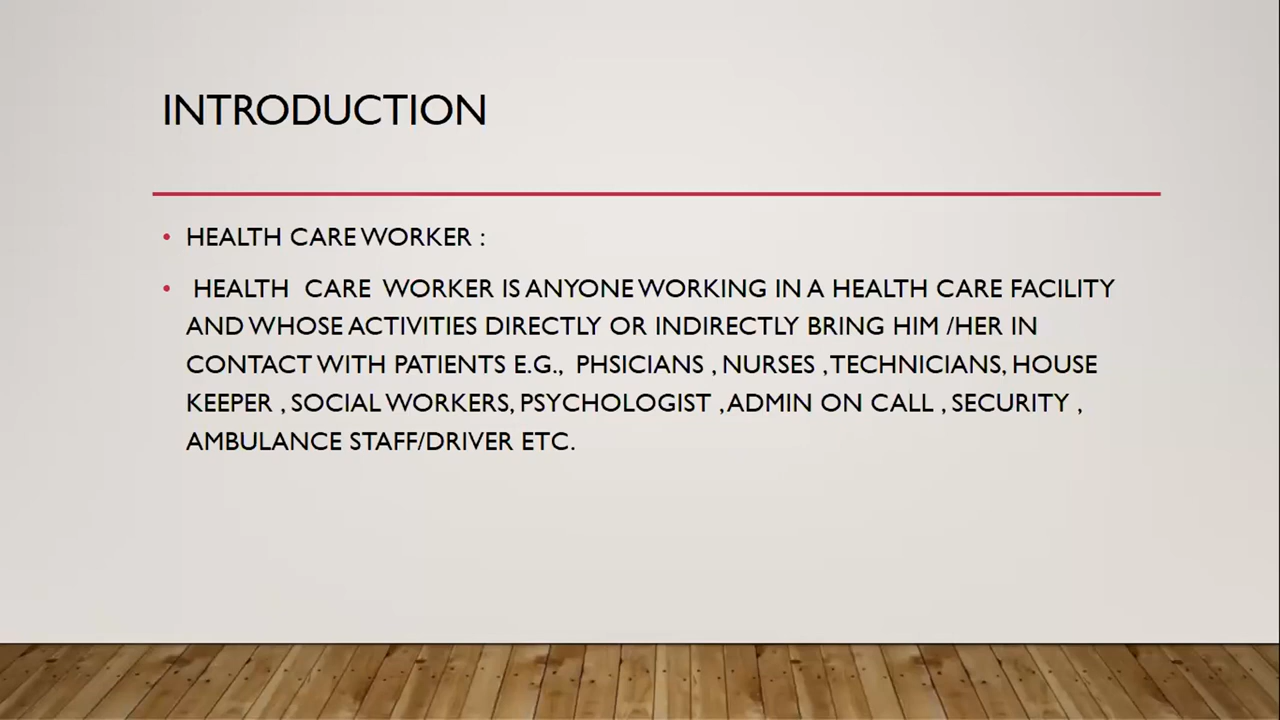 INTRODUCTION
• HEALTH CARE WORKER :
• HEALTH CARE WORKER IS ANYONE WORKING IN A HEALTH CARE FACILITY
AND WHOSE ACTIVITIES DIRECTLY OR INDIRECTLY BRING HIM /HER IN
CONTACT WITH PATIENTS E.G., PHSICIANS , NURSES , TECHNICIANS, HOUSE
KEEPER , SOCIAL WORKERS, PSYCHOLOGIST , ADMIN ON CALL , SECURITY ,
AMBULANCE STAFF/DRIVER ETC.